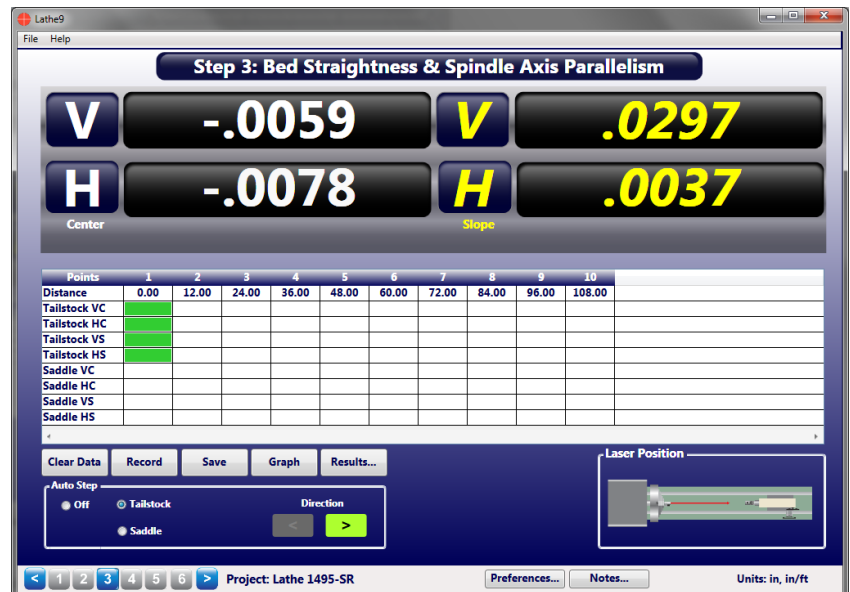 Lathe9
File Help
Step 3: Bed Straightness & Spindle Axis Parallelism
V -.0059 V .0297
H -.0078 H .0037
Center Slope
Points 1 2 3 4 5 6 7 8 9 10
Distance 0.00 12.00 24.00 36.00 48.00 60.00 72.00 84.00 96.00 108.00
Tailstock VC
Tailstock HC
Tailstock VS
Tailstock HS
Saddle VC
Saddle HC
Saddle VS
Saddle HS
Clear Data Record Save Graph Results...
Laser Position
Auto Step
Off Tailstock Direction
Saddle < >
< 1 2 3 4 5 6 > Project: Lathe 1495-SR Preferences... Notes... Units: in, in/ft